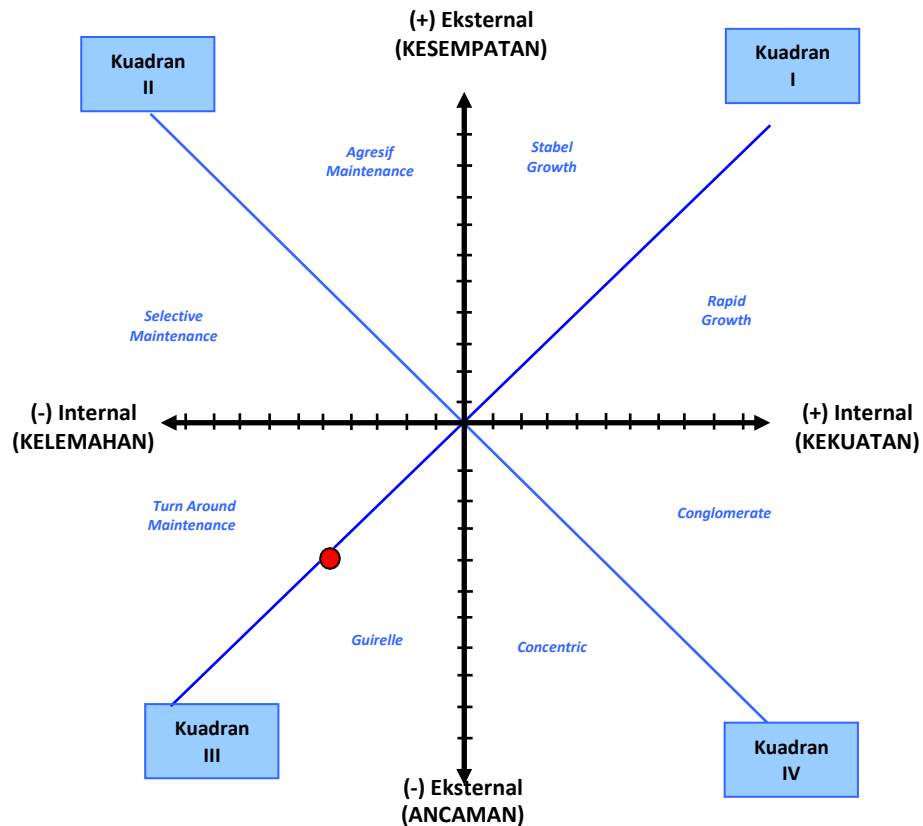 (+) Eksternal
(KESEMPATAN)
Kuadran
II
Kuadran
I
Agresif
Maintenance
Stabel
Growth
Selective
Maintenance
Rapid
Growth
(-) Internal
(KELEMAHAN)
(+) Internal
(KEKUATAN)
Turn Around
Maintenance
Conglomerate
Guirelle
Concentric
Kuadran
III
Kuadran
IV
(-) Eksternal
(ANCAMAN)